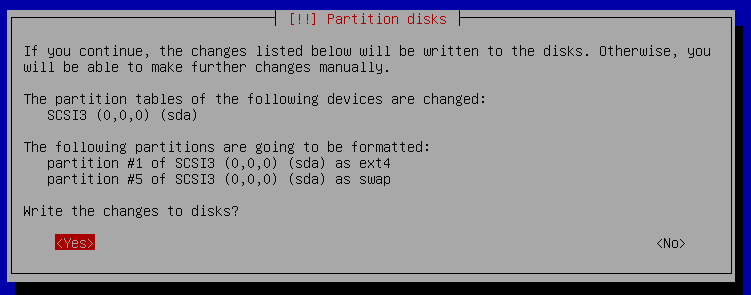 [!!] Partition disks
If you continue, the changes listed below will be written to the disks. Otherwise, you
will be able to make further changes manually.
The partition tables of the following devices are changed:
SCSI3 (0,0,0) (sda)
The following partitions are going to be formatted:
partition #1 of SCSI3 (0,0,0) (sda) as ext4
partition #5 of SCSI3 (0,0,0) (sda) as swap
Write the changes to disks?
<Yes> <No>